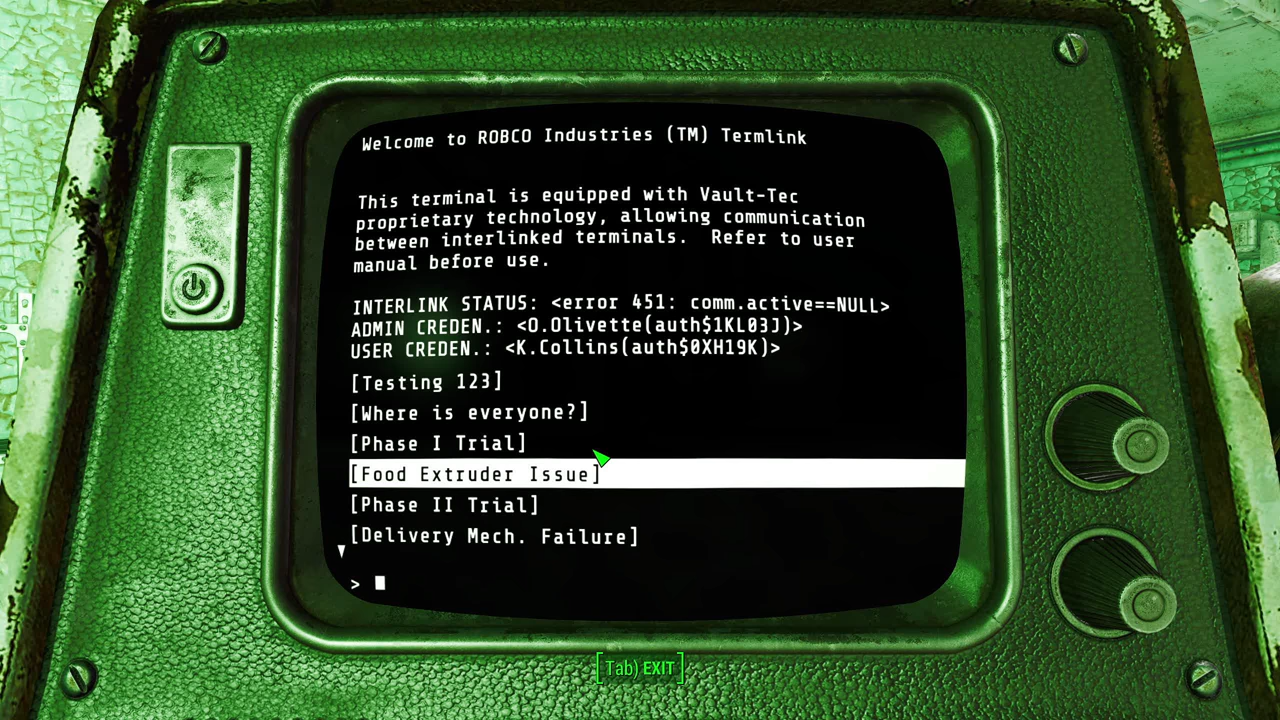 Welcome to ROBCO Industries (TM) Termlink
This terminal is equipped with Vault-Tec
proprietary technology, allowing communication
between interlinked terminals.  Refer to user
manual before use.
INTERLINK STATUS: <error 451: comm.active==NULL>
ADMIN CREDEN.: <O.Olivette(auth$1KL03J)>
USER CREDEN.: <K.Collins(auth$0XH19K)>
[Testing 123]
[Where is everyone?]
[Phase I Trial]
[Food Extruder Issue]
[Phase II Trial]
[Delivery Mech. Failure]
>
[Tab) EXIT]